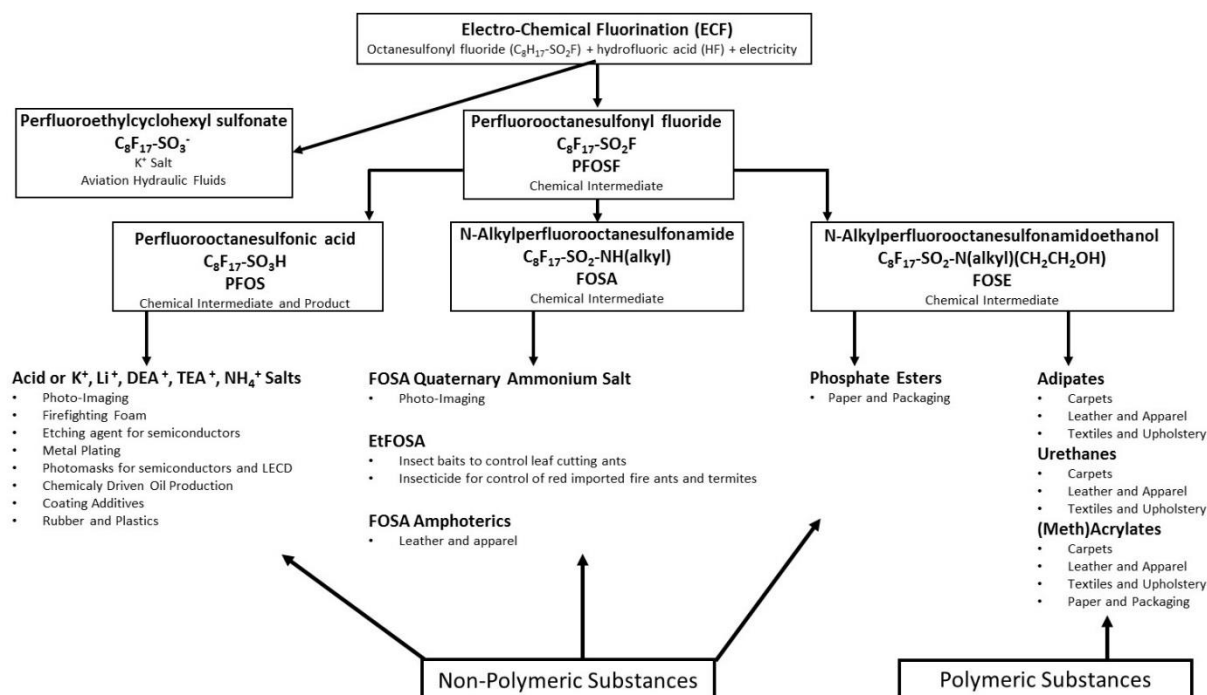 Electro-Chemical Fluorination (ECF)
Octanesulfonyl fluoride (C₈H₁₇-SO₂F) + hydrofluoric acid (HF) + electricity
Perfluoroethylcyclohexyl sulfonate
C₈F₁₇-SO₃⁻
K⁺ Salt
Aviation Hydraulic Fluids
Perfluorooctanesulfonyl fluoride
C₈F₁₇-SO₂F
PFOSF
Chemical Intermediate
Perfluorooctanesulfonic acid
C₈F₁₇-SO₃H
PFOS
Chemical Intermediate and Product
N-Alkylperfluorooctanesulfonamide
C₈F₁₇-SO₂-NH(alkyl)
FOSA
Chemical Intermediate
N-Alkylperfluorooctanesulfonamidoethanol
C₈F₁₇-SO₂-N(alkyl)(CH₂CH₂OH)
FOSE
Chemical Intermediate
Acid or K⁺, Li⁺, DEA⁺, TEA⁺, NH₄⁺ Salts
• Photo-Imaging
• Firefighting Foam
• Etching agent for semiconductors
• Metal Plating
• Photomasks for semiconductors and LECD
• Chemicaly Driven Oil Production
• Coating Additives
• Rubber and Plastics
FOSA Quaternary Ammonium Salt
• Photo-Imaging
EtFOSA
• Insect baits to control leaf cutting ants
• Insecticide for control of red imported fire ants and termites
FOSA Amphoterics
• Leather and apparel
Phosphate Esters
• Paper and Packaging
Adipates
• Carpets
• Leather and Apparel
• Textiles and Upholstery
Urethanes
• Carpets
• Leather and Apparel
• Textiles and Upholstery
(Meth)Acrylates
• Carpets
• Leather and Apparel
• Textiles and Upholstery
• Paper and Packaging
Non-Polymeric Substances
Polymeric Substances